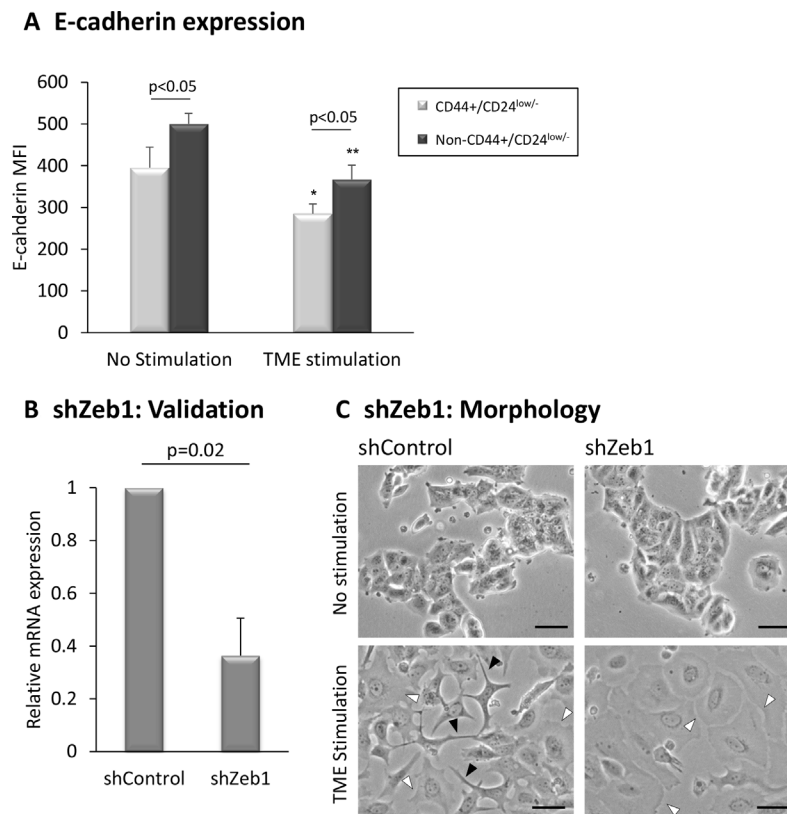 A E-cadherin expression
600
500
400
300
200
100
0
E-cahderin MFI
p<0.05
p<0.05
*
**
CD44+/CD24low/-
Non-CD44+/CD24low/-
No Stimulation TME stimulation
B shZeb1: Validation
p=0.02
1
0.8
0.6
0.4
0.2
0
Relative mRNA expression
shControl shZeb1
C shZeb1: Morphology
shControl shZeb1
No stimulation
TME Stimulation